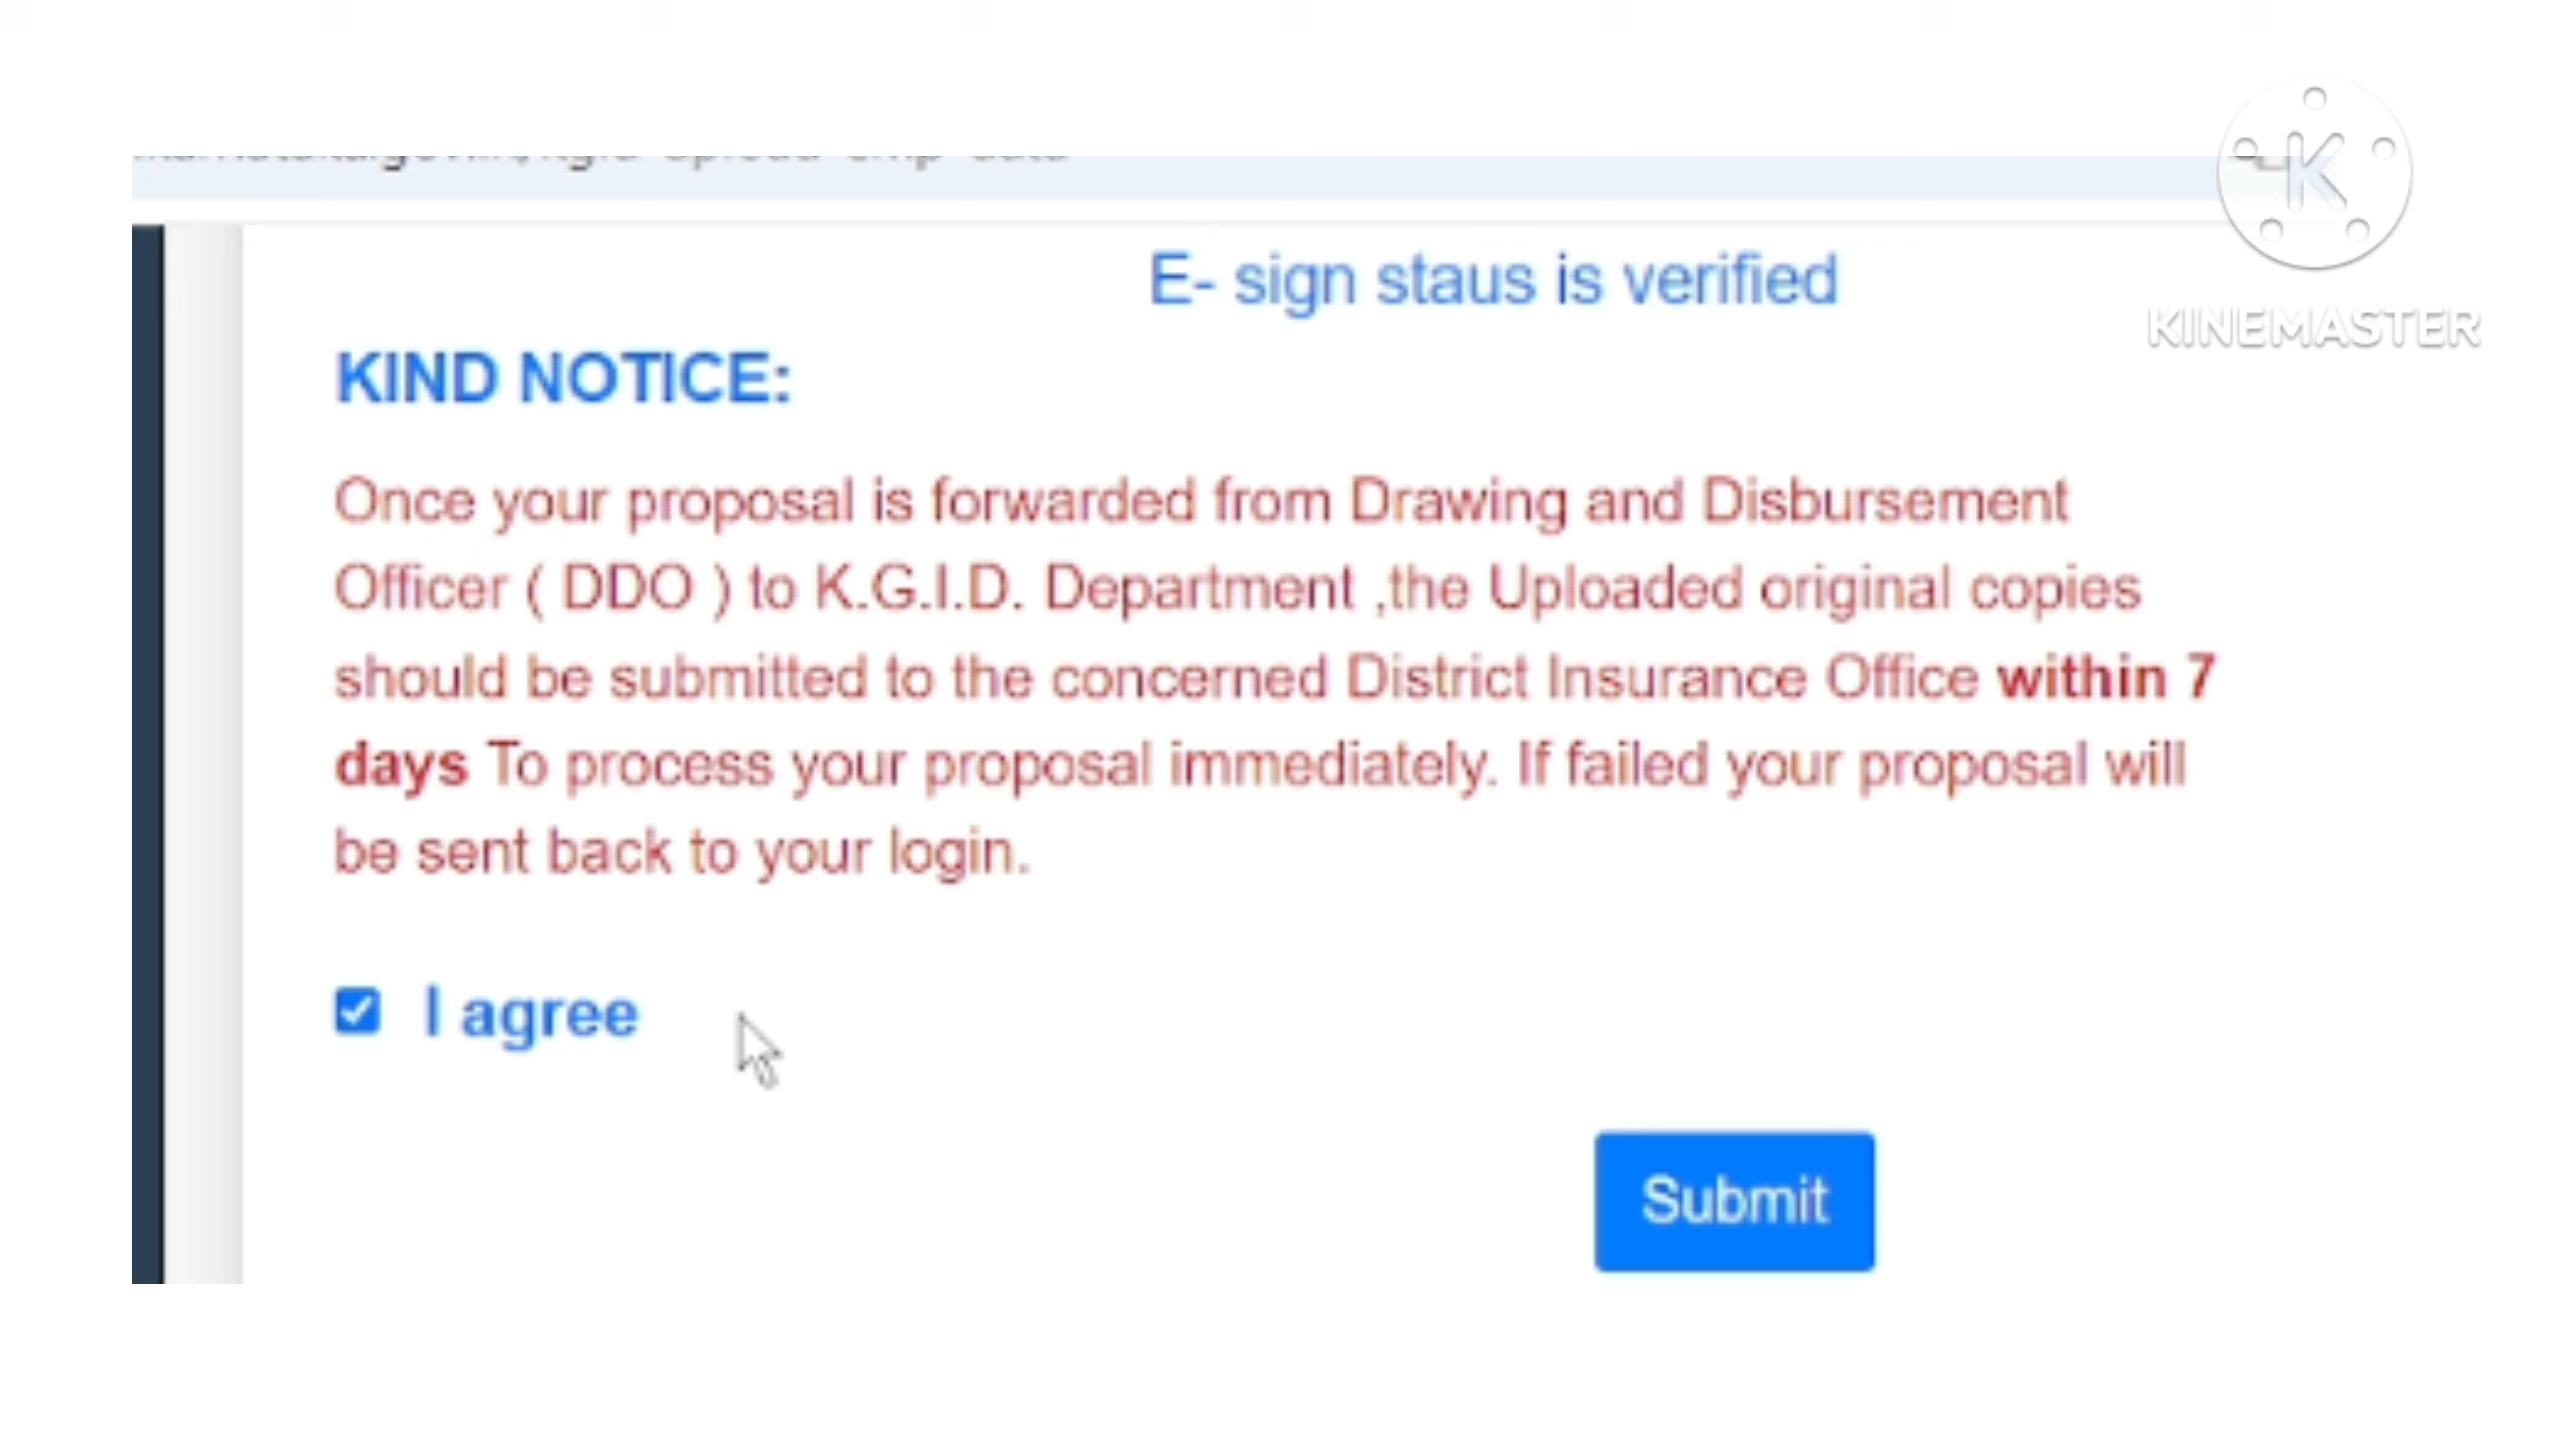 E- sign staus is verified
KINEMASTER
KIND NOTICE:
Once your proposal is forwarded from Drawing and Disbursement
Officer ( DDO ) to K.G.I.D. Department ,the Uploaded original copies
should be submitted to the concerned District Insurance Office within 7
days To process your proposal immediately. If failed your proposal will
be sent back to your login.
I agree
Submit